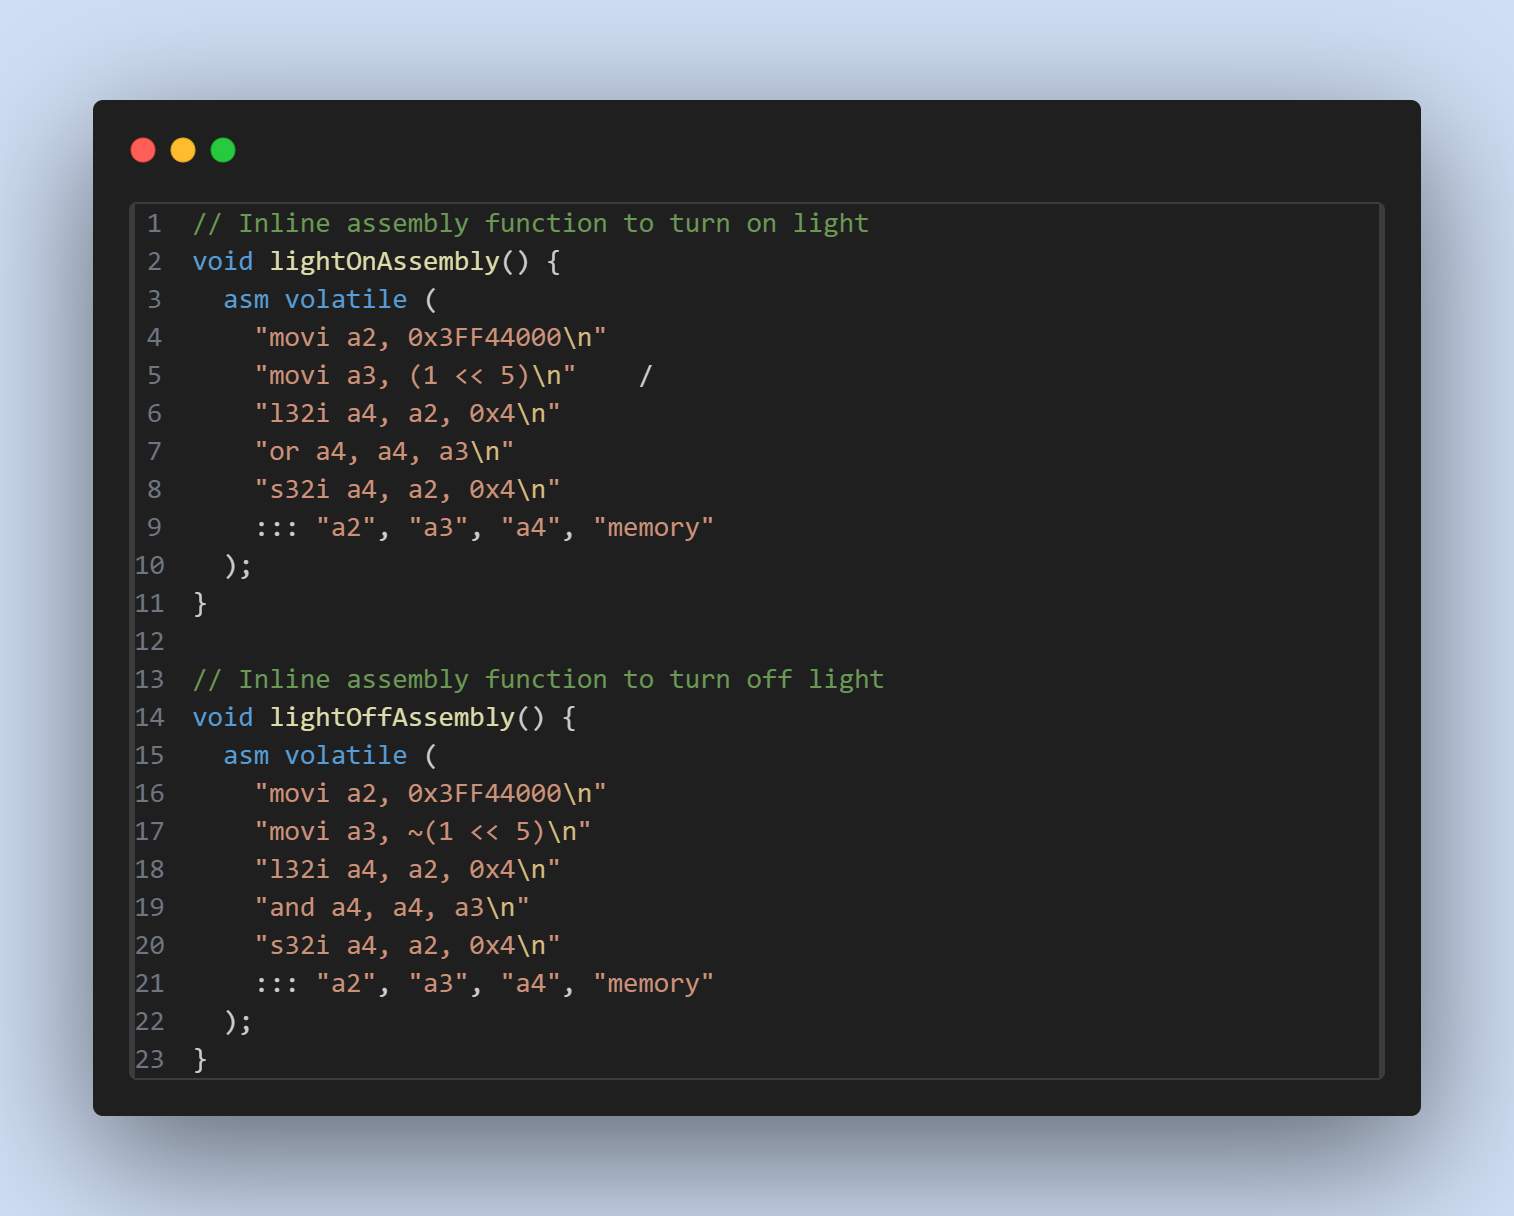 1 // Inline assembly function to turn on light
2 void lightOnAssembly() {
3   asm volatile (
4     "movi a2, 0x3FF44000\n"
5     "movi a3, (1 << 5)\n"    /
6     "l32i a4, a2, 0x4\n"
7     "or a4, a4, a3\n"
8     "s32i a4, a2, 0x4\n"
9     ::: "a2", "a3", "a4", "memory"
10   );
11 }
12
13 // Inline assembly function to turn off light
14 void lightOffAssembly() {
15   asm volatile (
16     "movi a2, 0x3FF44000\n"
17     "movi a3, ~(1 << 5)\n"
18     "l32i a4, a2, 0x4\n"
19     "and a4, a4, a3\n"
20     "s32i a4, a2, 0x4\n"
21     ::: "a2", "a3", "a4", "memory"
22   );
23 }